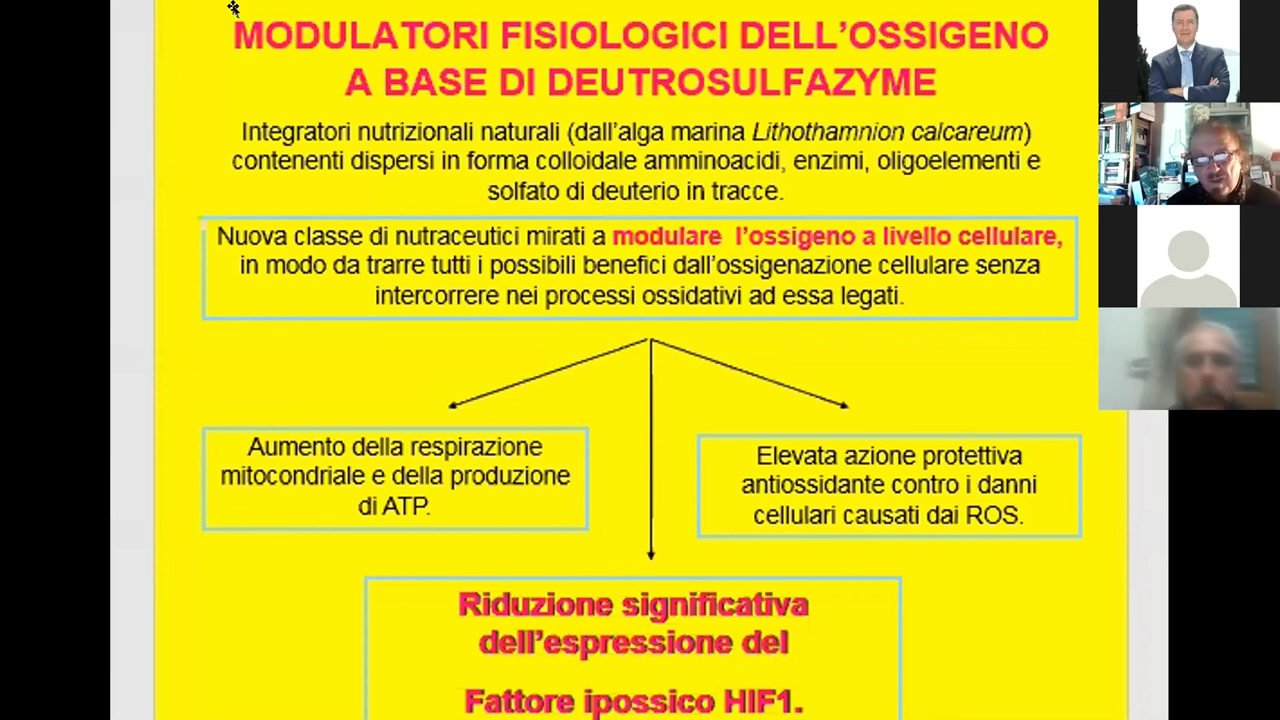 MODULATORI FISIOLOGICI DELL’OSSIGENO
A BASE DI DEUTROSULFAZYME
Integratori nutrizionali naturali (dall’alga marina Lithothamnion calcareum)
contenenti dispersi in forma colloidale amminoacidi, enzimi, oligoelementi e
solfato di deuterio in tracce.
Nuova classe di nutraceutici mirati a modulare l’ossigeno a livello cellulare,
in modo da trarre tutti i possibili benefici dall’ossigenazione cellulare senza
intercorrere nei processi ossidativi ad essa legati.
Aumento della respirazione
mitocondriale e della produzione
di ATP.
Elevata azione protettiva
antiossidante contro i danni
cellulari causati dai ROS.
Riduzione significativa
dell’espressione del
Fattore ipossico HIF1.